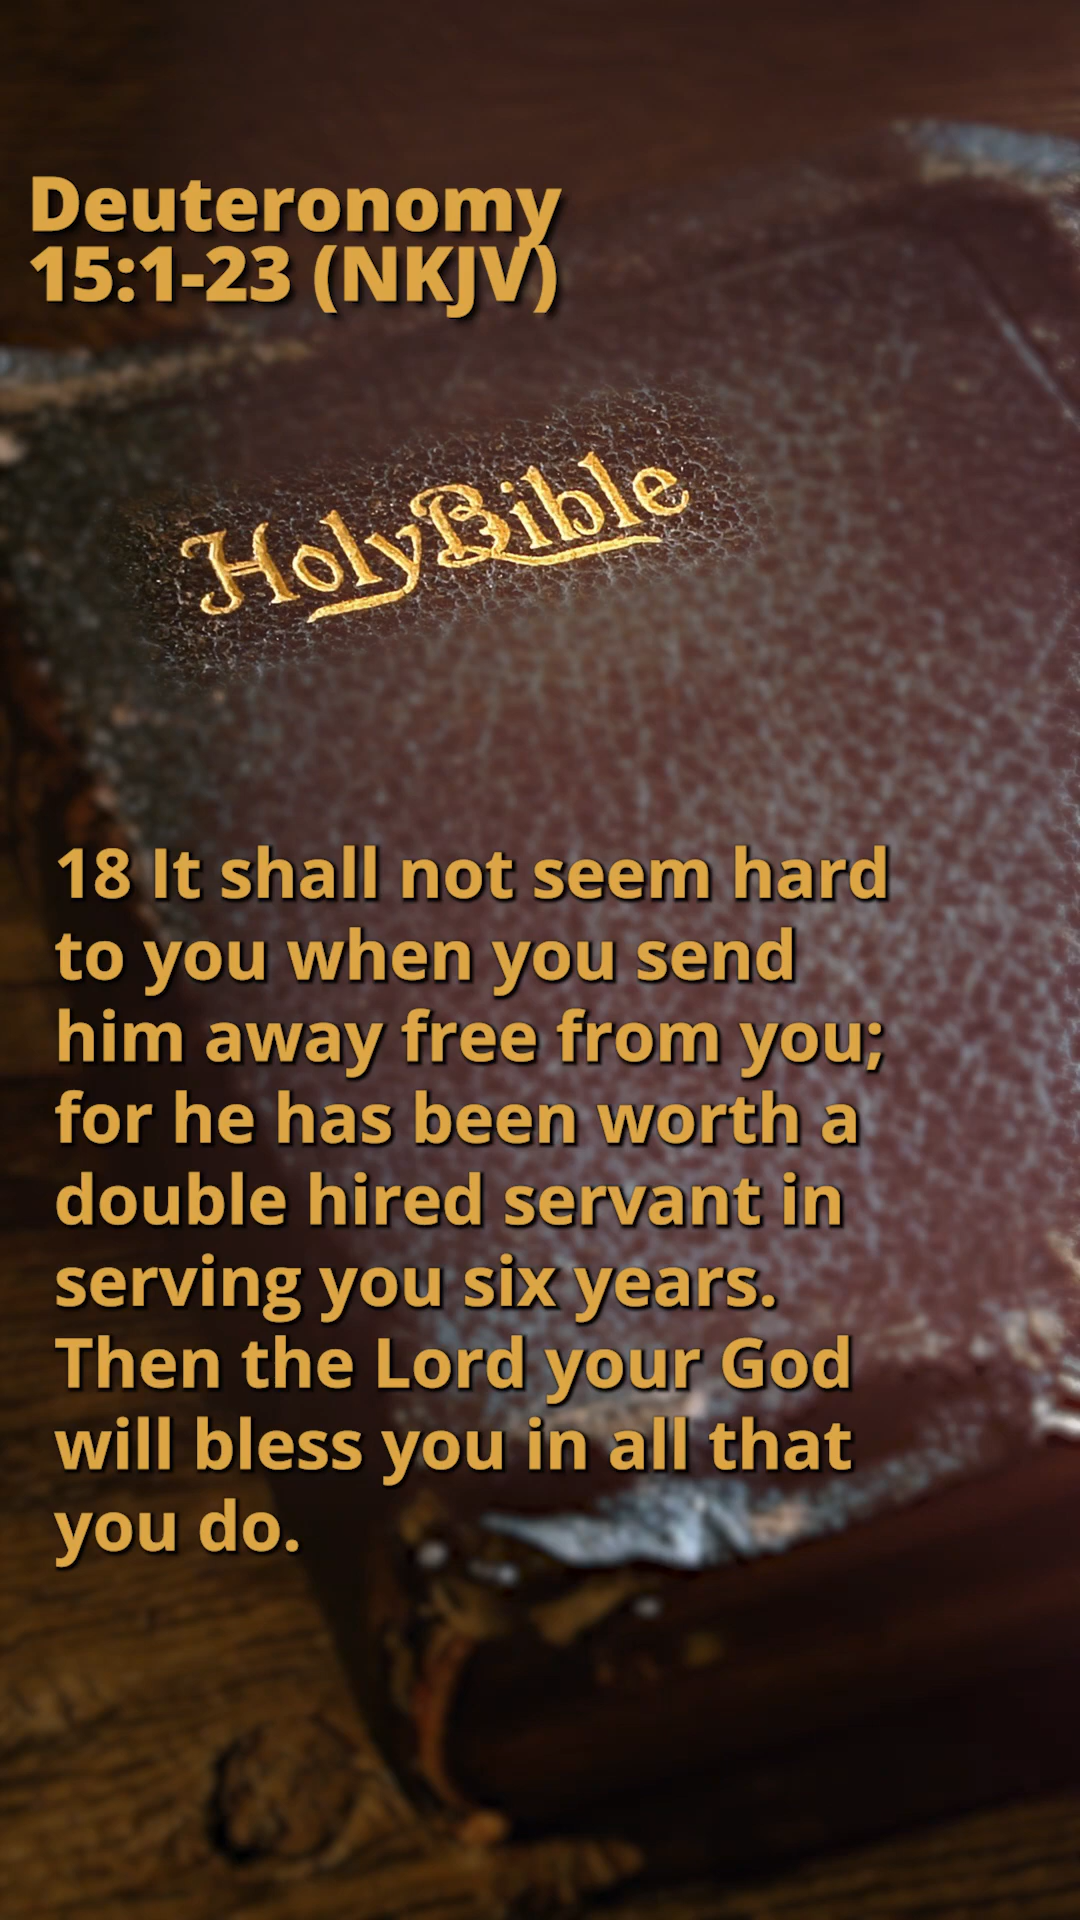 Deuteronomy
15:1-23 (NKJV)
Holy Bible
18 It shall not seem hard
to you when you send
him away free from you;
for he has been worth a
double hired servant in
serving you six years.
Then the Lord your God
will bless you in all that
you do.